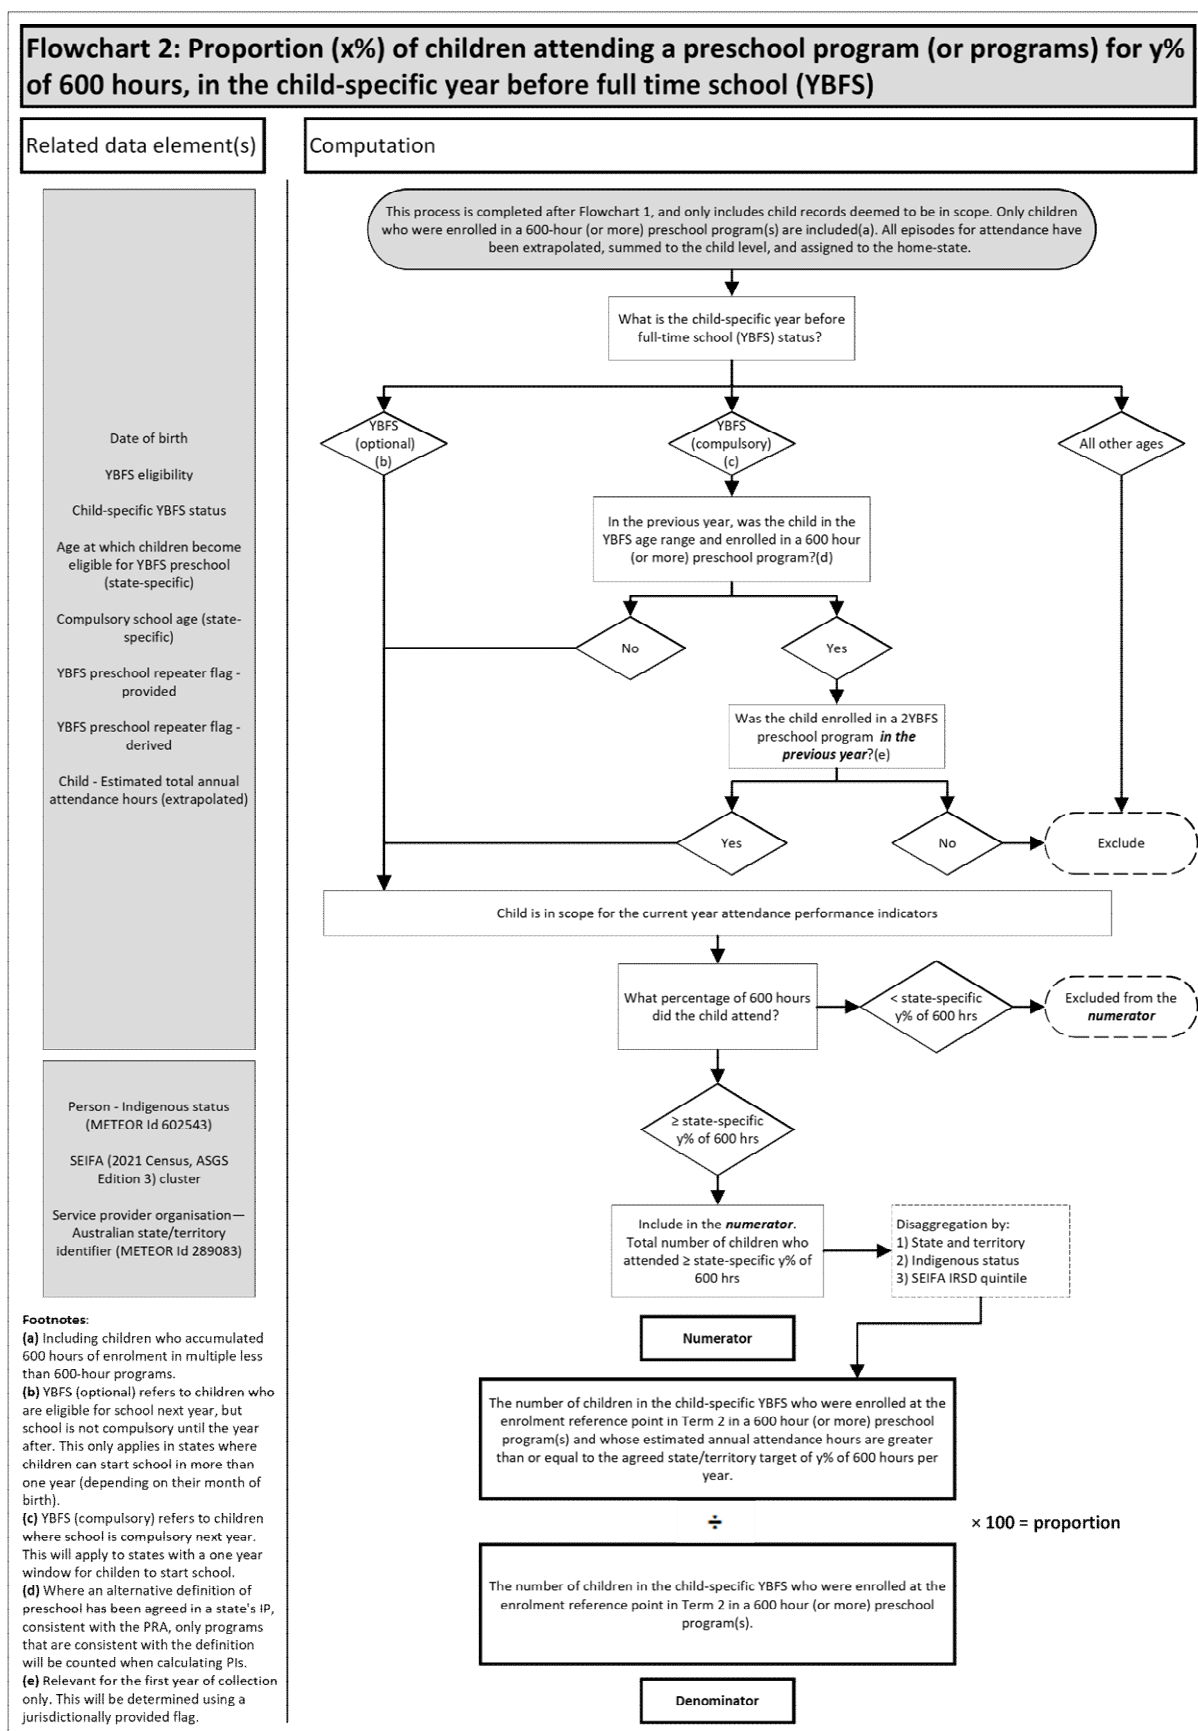 Flowchart 2: Proportion (x%) of children attending a preschool program (or programs) for y%
of 600 hours, in the child-specific year before full time school (YBFS)
Related data element(s)
Computation
Date of birth
YBFS eligibility
Child-specific YBFS status
Age at which children become
eligible for YBFS preschool
(state-specific)
Compulsory school age (state-
specific)
YBFS preschool repeater flag -
provided
YBFS preschool repeater flag -
derived
Child - Estimated total annual
attendance hours (extrapolated)
Person - Indigenous status
(METEOR Id 602543)
SEIFA (2021 Census, ASGS
Edition 3) cluster
Service provider organisation—
Australian state/territory
identifier (METEOR Id 289083)
Footnotes:
(a) Including children who accumulated
600 hours of enrolment in multiple less
than 600-hour programs.
(b) YBFS (optional) refers to children who
are eligible for school next year, but
school is not compulsory until the year
after. This only applies in states where
children can start school in more than
one year (depending on their month of
birth).
(c) YBFS (compulsory) refers to children
where school is compulsory next year.
This will apply to states with a one year
window for childen to start school.
(d) Where an alternative definition of
preschool has been agreed in a state's IP,
consistent with the PRA, only programs
that are consistent with the definition
will be counted when calculating PIs.
(e) Relevant for the first year of collection
only. This will be determined using a
jurisdictionally provided flag.
This process is completed after Flowchart 1, and only includes child records deemed to be in scope. Only children
who were enrolled in a 600-hour (or more) preschool program(s) are included(a). All episodes for attendance have
been extrapolated, summed to the child level, and assigned to the home-state.
What is the child-specific year before
full-time school (YBFS) status?
YBFS
(optional)
(b)
YBFS
(compulsory)
(c)
All other ages
In the previous year, was the child in the
YBFS age range and enrolled in a 600 hour
(or more) preschool program?(d)
No
Yes
Was the child enrolled in a 2YBFS
preschool program in the
previous year?(e)
Yes
No
Exclude
Child is in scope for the current year attendance performance indicators
What percentage of 600 hours
did the child attend?
< state-specific
y% of 600 hrs
Excluded from the
numerator
≥ state-specific
y% of 600 hrs
Include in the numerator.
Total number of children who
attended ≥ state-specific y% of
600 hrs
Disaggregation by:
1) State and territory
2) Indigenous status
3) SEIFA IRSD quintile
Numerator
The number of children in the child-specific YBFS who were enrolled at the
enrolment reference point in Term 2 in a 600 hour (or more) preschool
program(s) and whose estimated annual attendance hours are greater
than or equal to the agreed state/territory target of y% of 600 hours per
year.
÷
× 100 = proportion
The number of children in the child-specific YBFS who were enrolled at the
enrolment reference point in Term 2 in a 600 hour (or more) preschool
program(s).
Denominator